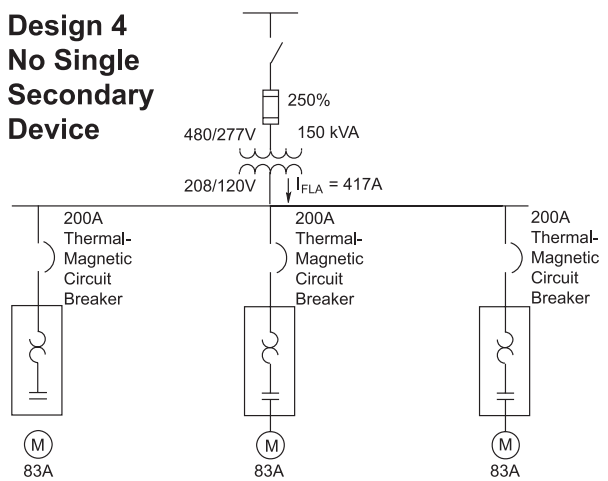 Design 4
No Single
Secondary
Device
250%
480/277V
150 kVA
208/120V
I_FLA = 417A
200A
Thermal-
Magnetic
Circuit
Breaker
200A
Thermal-
Magnetic
Circuit
Breaker
200A
Thermal-
Magnetic
Circuit
Breaker
M
83A
M
83A
M
83A